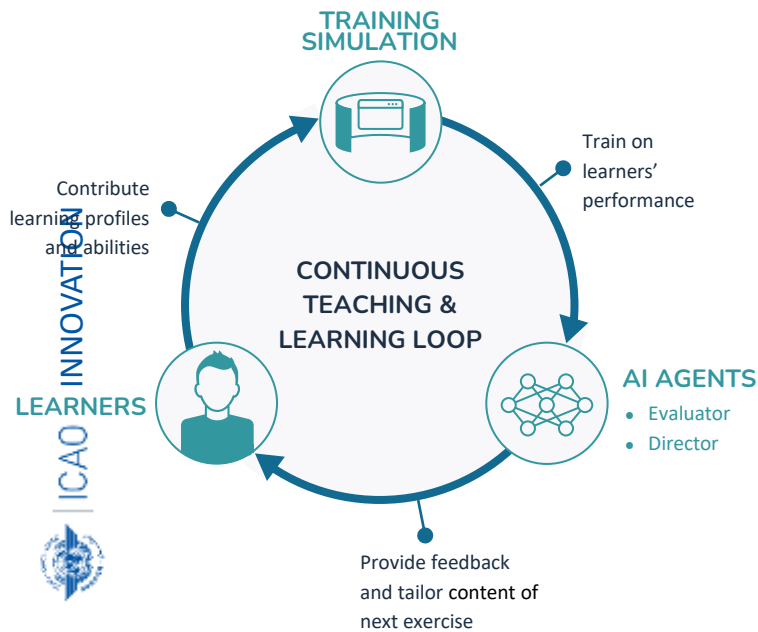 TRAINING
SIMULATION
Train on
learners’
performance
Contribute
learning profiles
and abilities
CONTINUOUS
TEACHING &
LEARNING LOOP
AI AGENTS
• Evaluator
• Director
LEARNERS
Provide feedback
and tailor content of
next exercise
ICAO INNOVATION